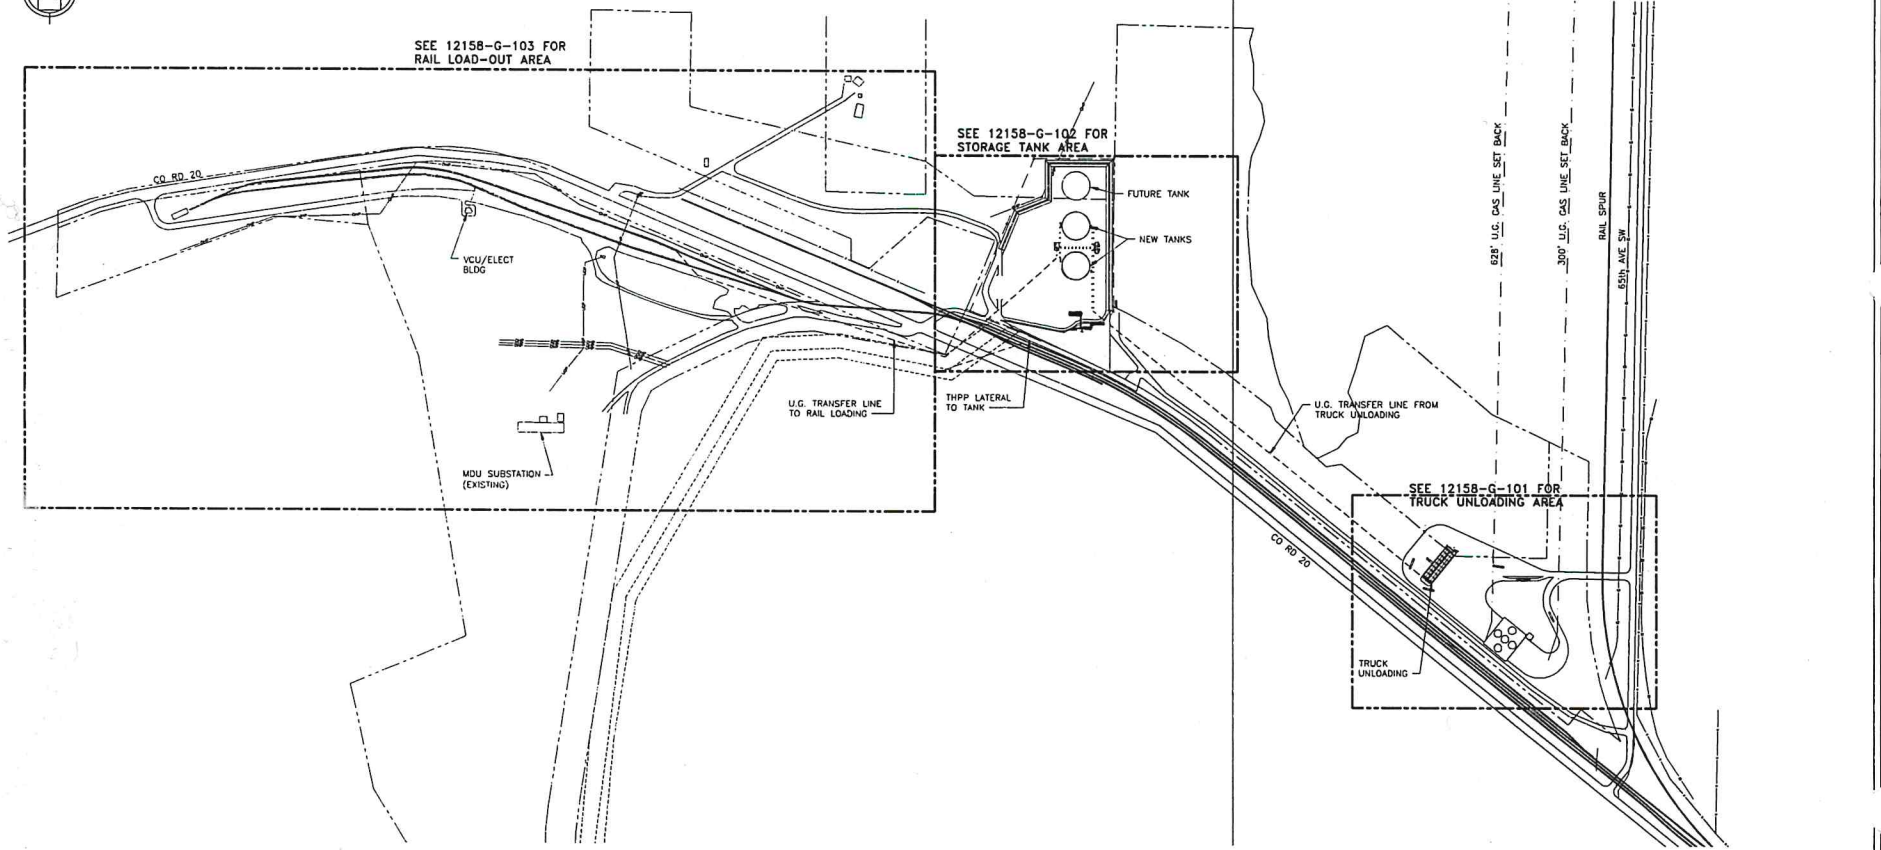 SEE 12158-G-103 FOR
RAIL LOAD-OUT AREA
SEE 12158-G-102 FOR
STORAGE TANK AREA
CO RD 20
FUTURE TANK
NEW TANKS
VCU/ELECT
BLDG
628' U.G. GAS LINE SET BACK
300' U.G. GAS LINE SET BACK
RAIL SPUR
65th AVE SW
U.G. TRANSFER LINE
TO RAIL LOADING
THPP LATERAL
TO TANK
U.G. TRANSFER LINE FROM
TRUCK UNLOADING
MDU SUBSTATION
(EXISTING)
SEE 12158-G-101 FOR
TRUCK UNLOADING AREA
CO RD 20
TRUCK
UNLOADING